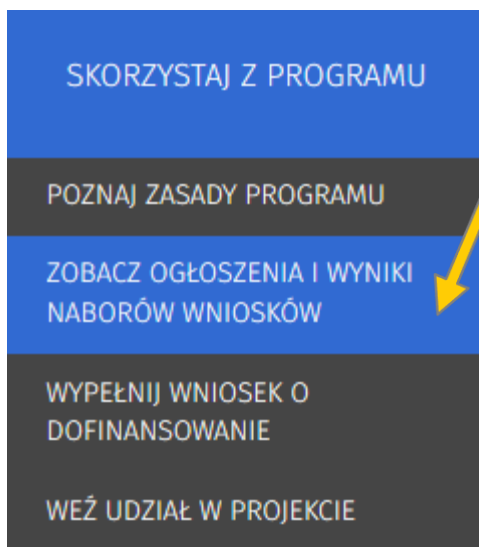 SKORZYSTAJ Z PROGRAMU
POZNAJ ZASADY PROGRAMU
ZOBACZ OGŁOSZENIA I WYNIKI
NABORÓW WNIOSKÓW
WYPEŁNIJ WNIOSEK O
DOFINANSOWANIE
WEŹ UDZIAŁ W PROJEKCIE